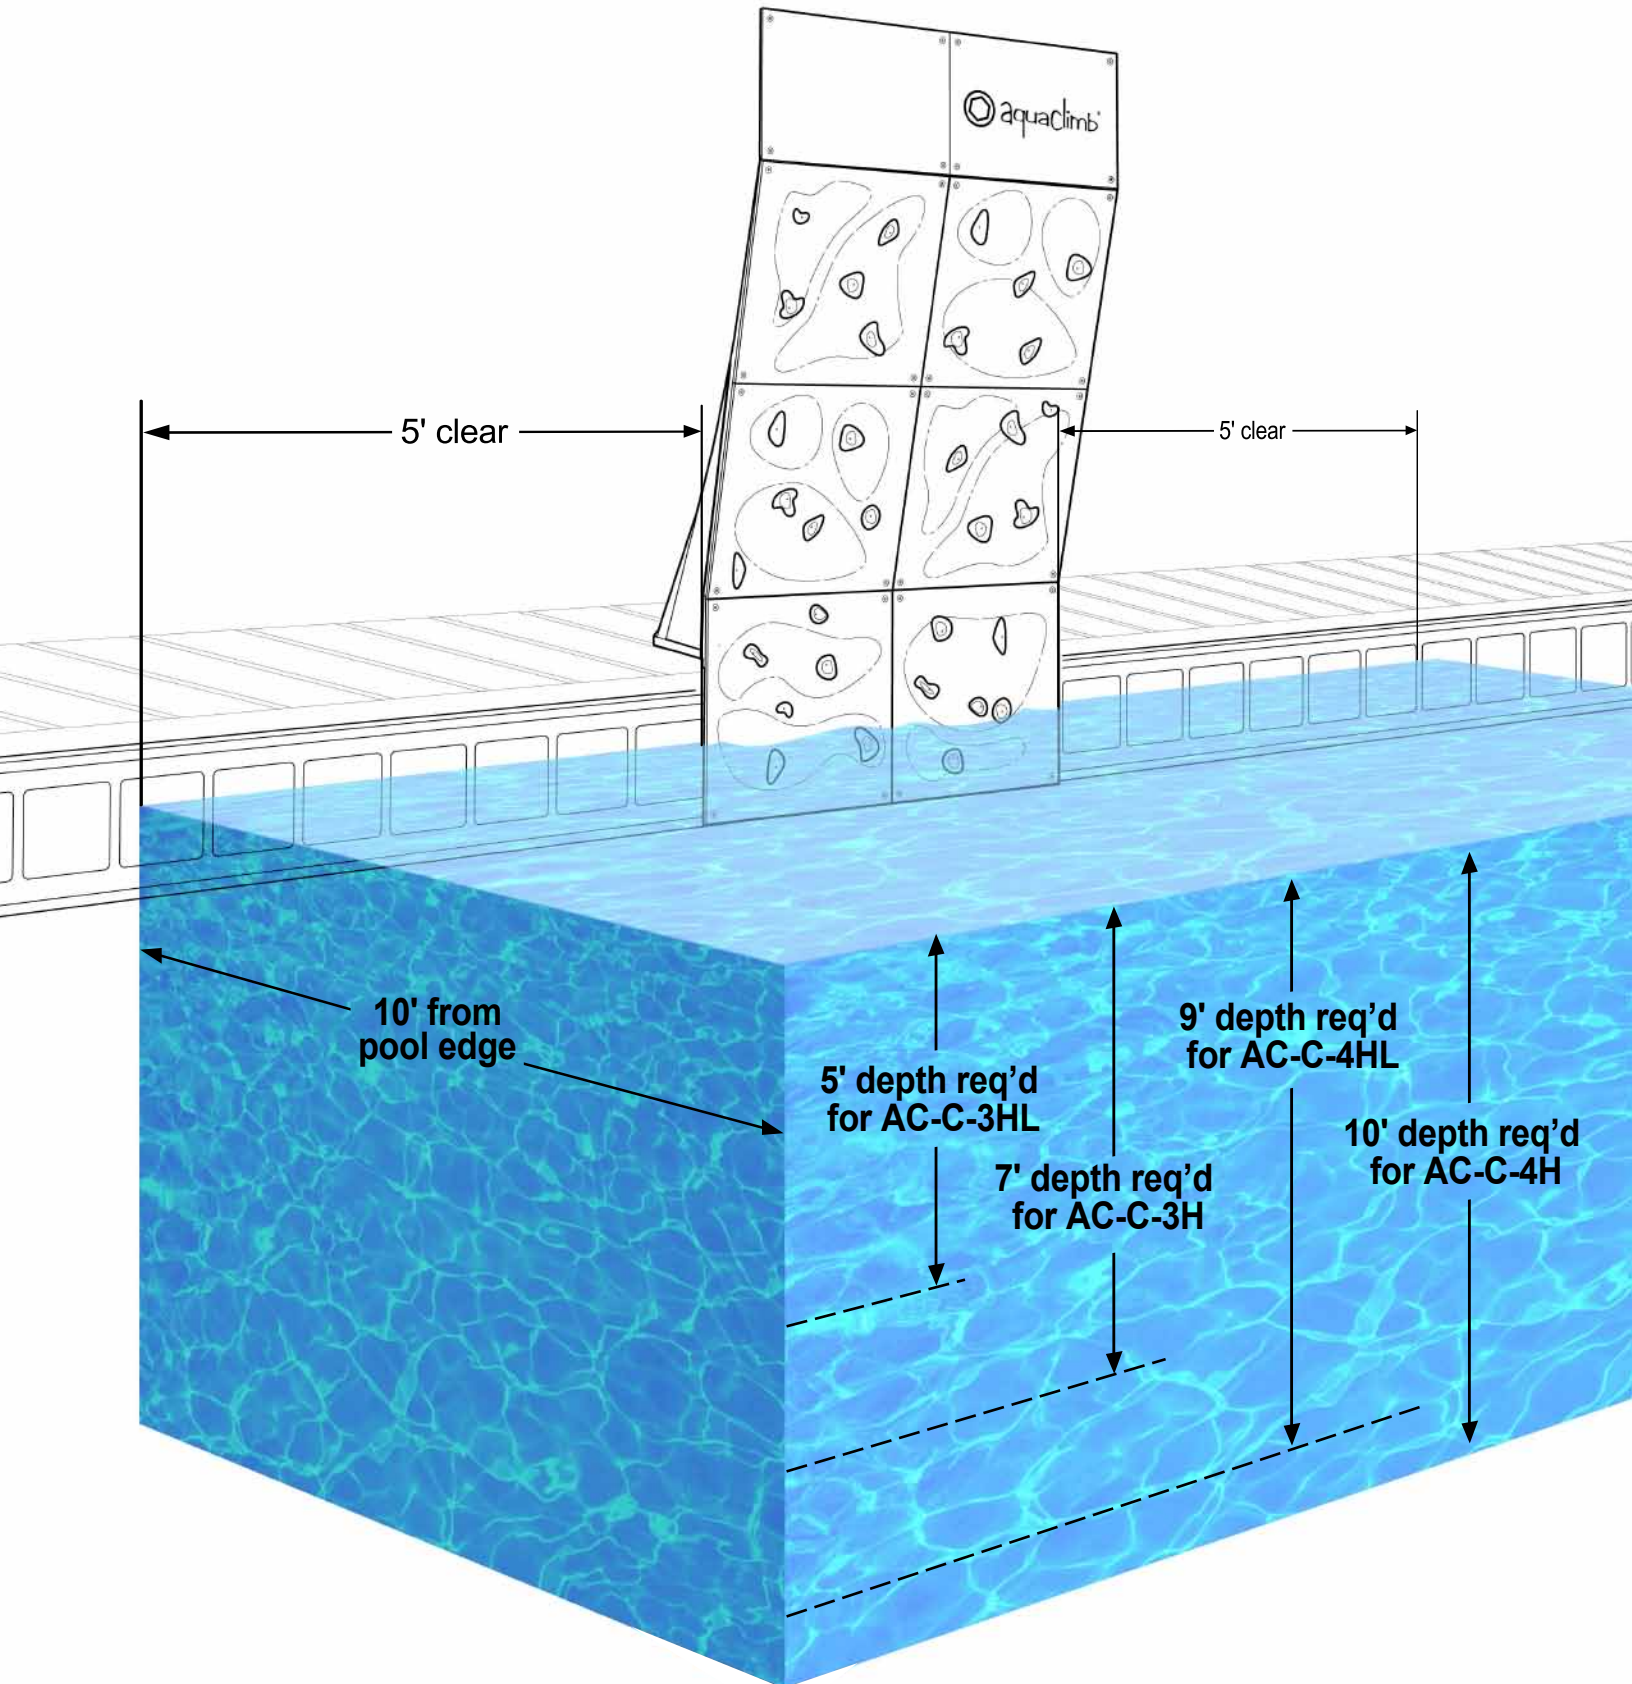 aquaclimb®
5' clear
5' clear
10' from
pool edge
5' depth req’d
for AC-C-3HL
7' depth req’d
for AC-C-3H
9' depth req’d
for AC-C-4HL
10' depth req’d
for AC-C-4H